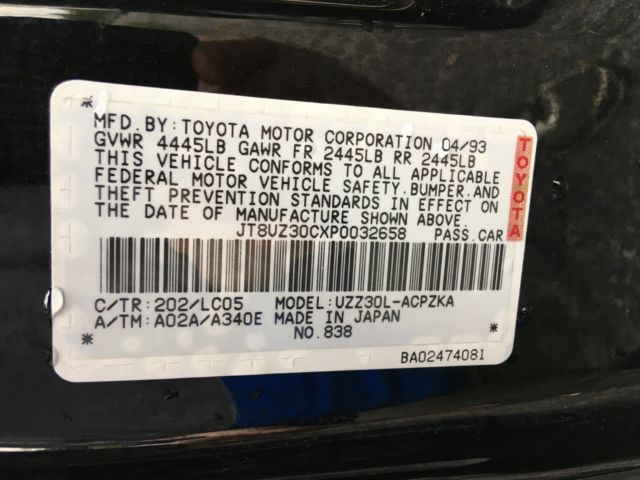 MFD.BY:TOYOTA MOTOR CORPORATION 04/93
GVWR 4445LB GAWR FR 2445LB RR 2445LB
THIS VEHICLE CONFORMS TO ALL APPLICABLE
FEDERAL MOTOR VEHICLE SAFETY,BUMPER,AND
THEFT PREVENTION STANDARDS IN EFFECT ON
THE DATE OF MANUFACTURE SHOWN ABOVE.
JT8UZ30CXP0032658 PASS.CAR
TOYOTA
C/TR:202/LC05 MODEL:UZZ30L-ACPZKA
A/TM:A02A/A340E MADE IN JAPAN
* NO.838 *
BA02474081